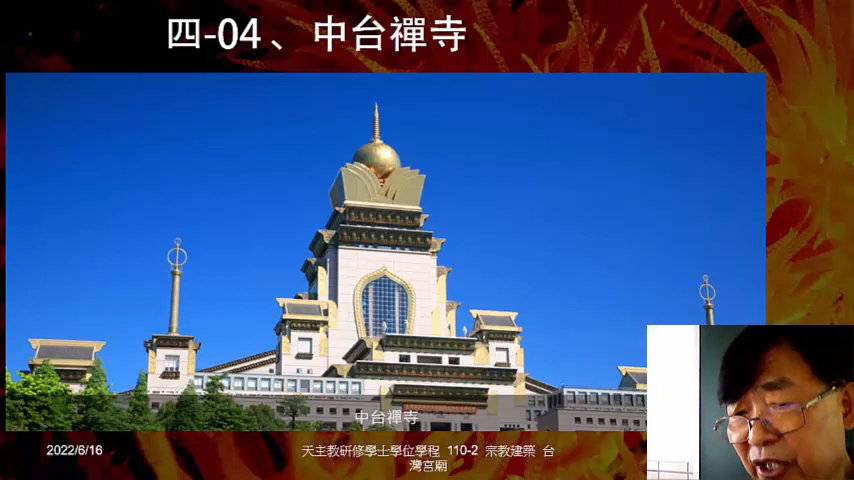 四-04、中台禪寺
中台禪寺
2022/6/16
天主教研修學士學位學程 110-2 宗教建築 台
灣宮廟